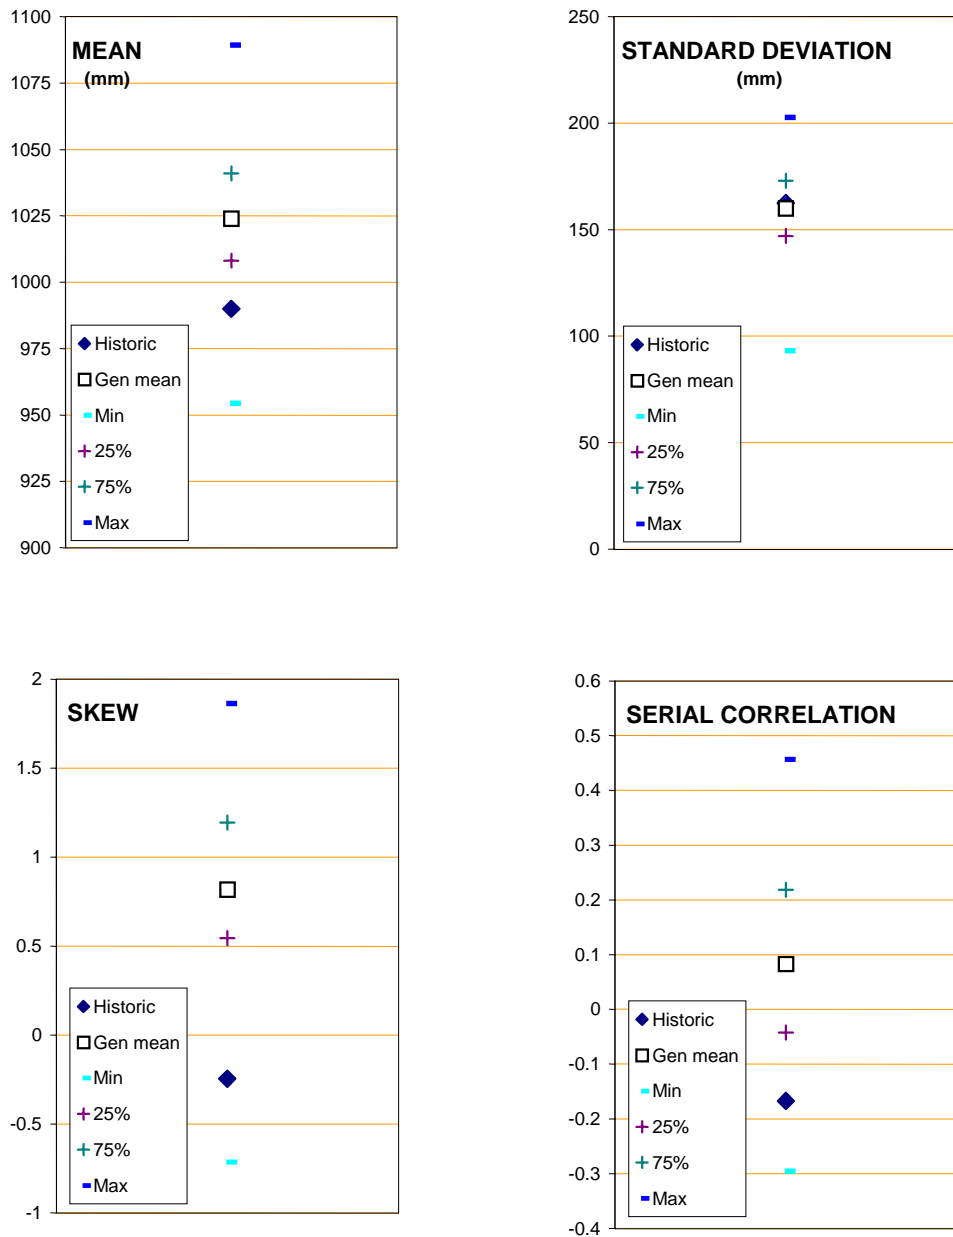 MEAN
(mm)
1100
1075
1050
1025
1000
975
950
925
900
Historic
Gen mean
Min
25%
75%
Max
STANDARD DEVIATION
(mm)
250
200
150
100
50
0
Historic
Gen mean
Min
25%
75%
Max
SKEW
2
1.5
1
0.5
0
-0.5
-1
Historic
Gen mean
Min
25%
75%
Max
SERIAL CORRELATION
0.6
0.5
0.4
0.3
0.2
0.1
0
-0.1
-0.2
-0.3
-0.4
Historic
Gen mean
Min
25%
75%
Max